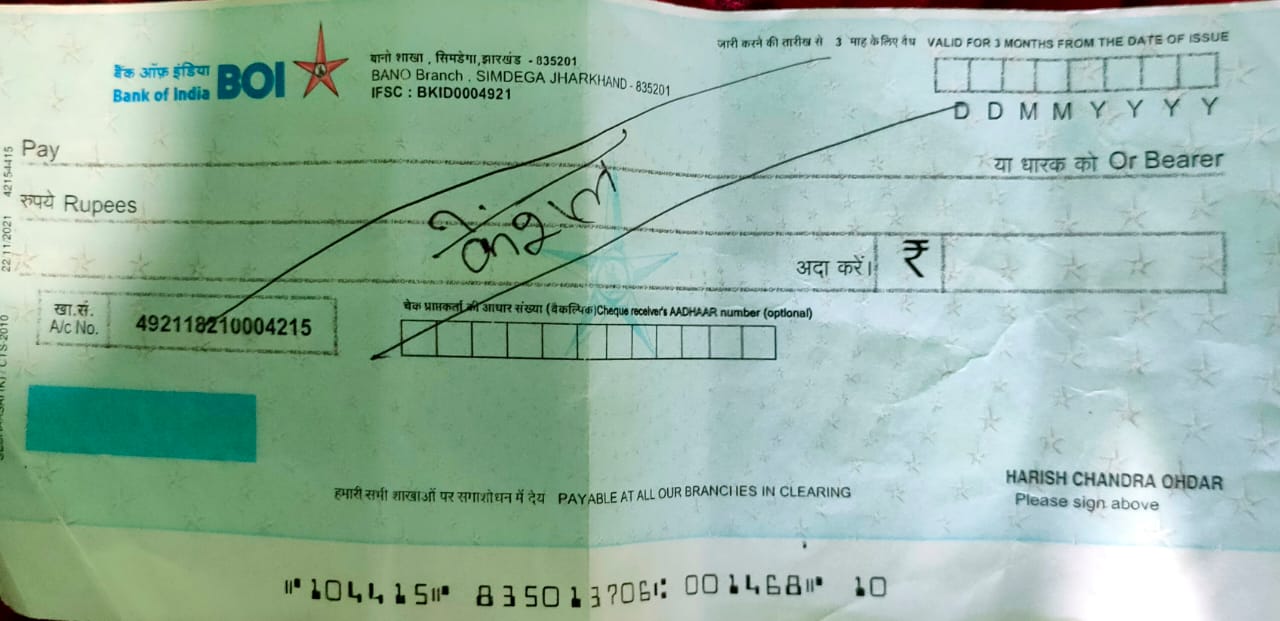 बैंक ऑफ़ इंडिया BOI
Bank of India
बानो शाखा , सिमडेगा,झारखंड - 835201
BANO Branch , SIMDEGA JHARKHAND - 835201
IFSC : BKID0004921
जारी करने की तारीख से 3 माह के लिए वैध VALID FOR 3 MONTHS FROM THE DATE OF ISSUE
D D M M Y Y Y Y
Pay
या धारक को Or Bearer
रुपये Rupees
अदा करें। ₹
खा.सं.
A/c No. 492118210004215
चेक प्राप्तकर्ता की आधार संख्या (वैकल्पिक)Cheque receiver's AADHAAR number (optional)
HARISH CHANDRA OHDAR
Please sign above
हमारी सभी शाखाओं पर समाशोधन में देय PAYABLE AT ALL OUR BRANCHES IN CLEARING
⑈104415⑈ 835013706⑆ 001468⑈ 10
22.11/2021 42154415
CTS-2010